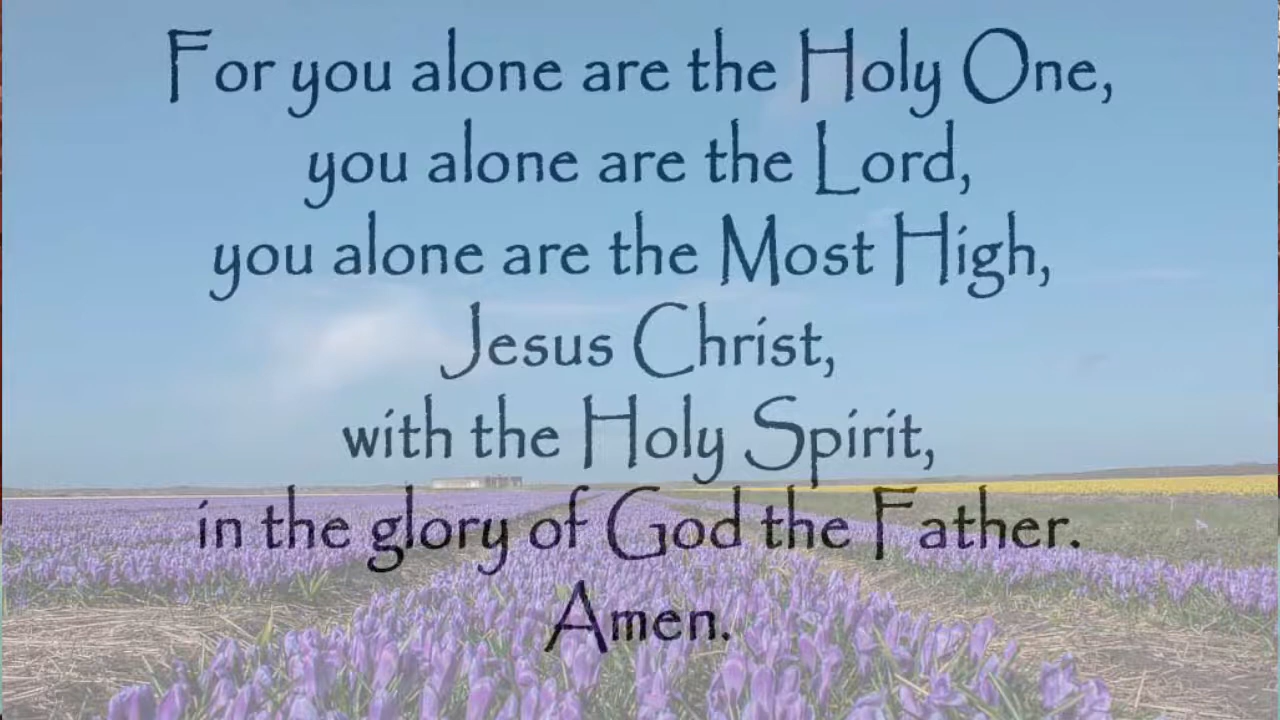 For you alone are the Holy One,
you alone are the Lord,
you alone are the Most High,
Jesus Christ,
with the Holy Spirit,
in the glory of God the Father.
Amen.